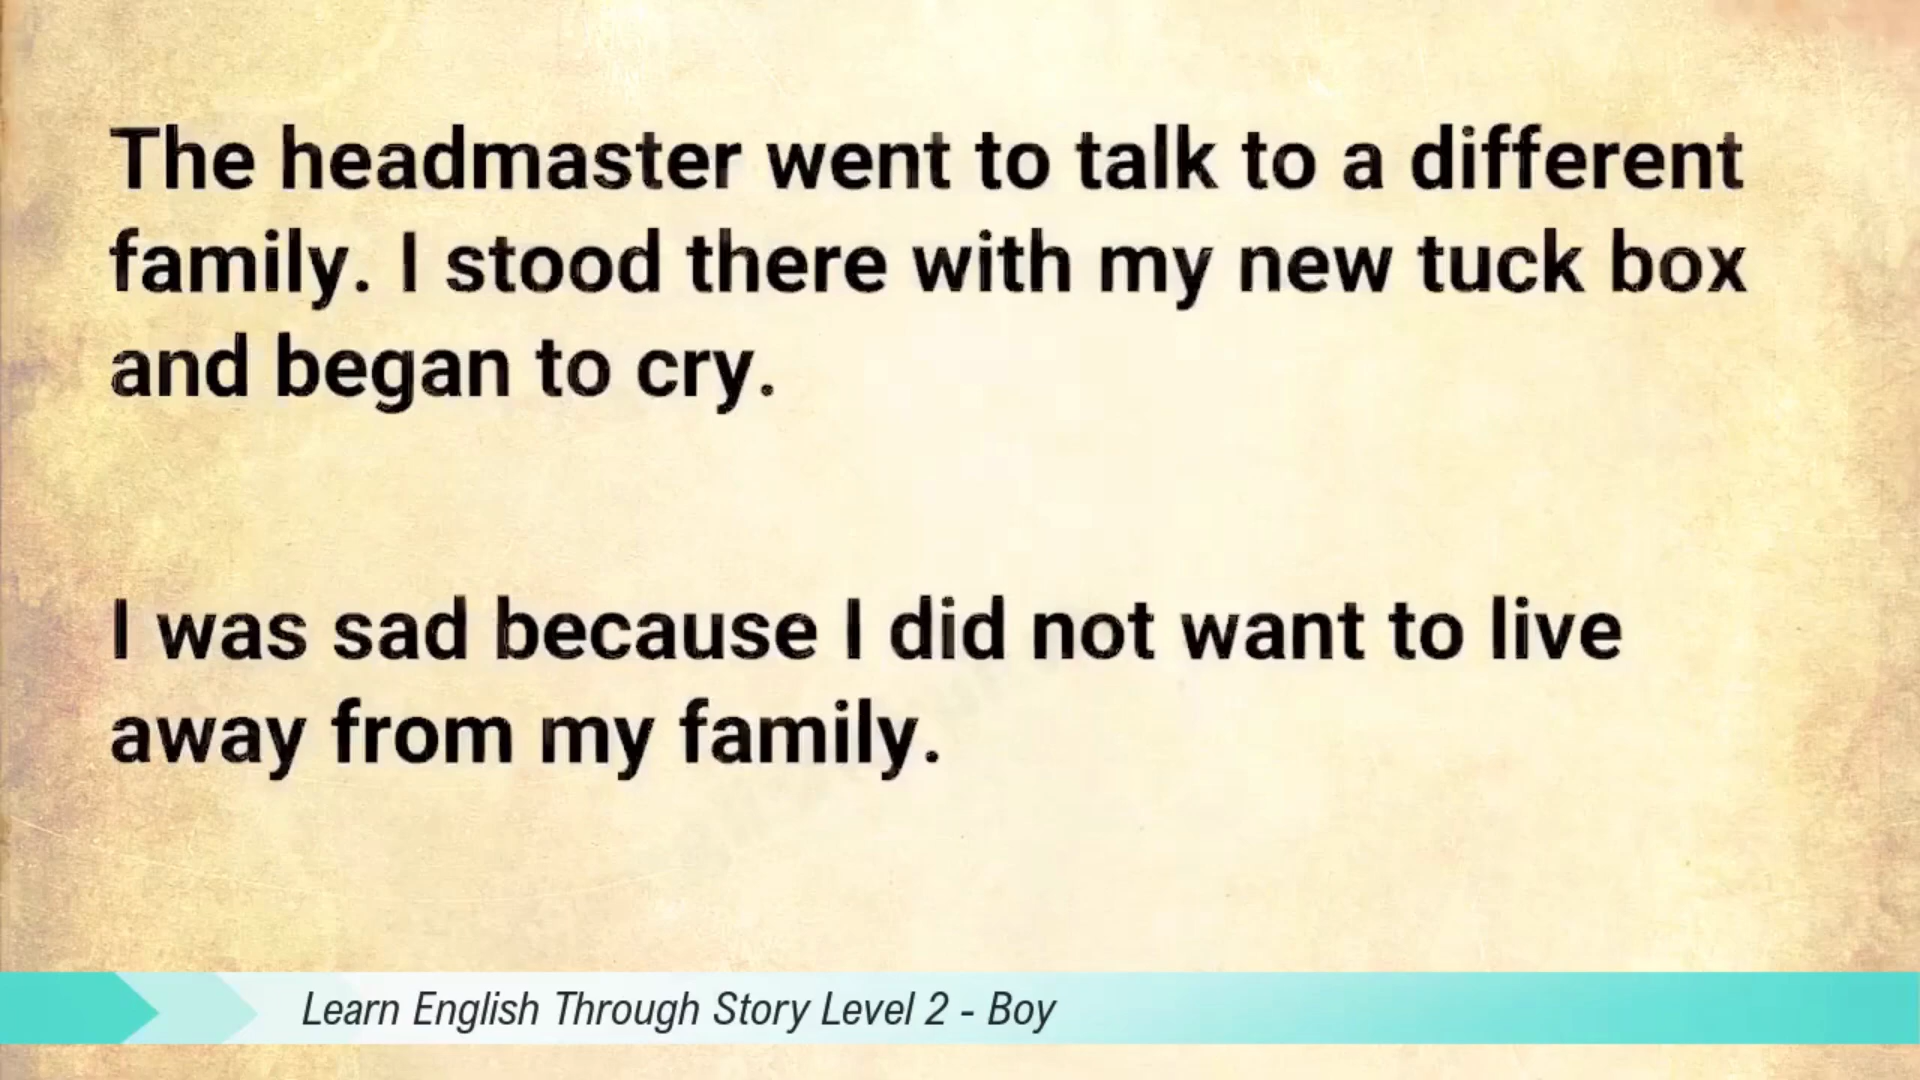 The headmaster went to talk to a different
family. I stood there with my new tuck box
and began to cry.
I was sad because I did not want to live
away from my family.
Learn English Through Story Level 2 - Boy